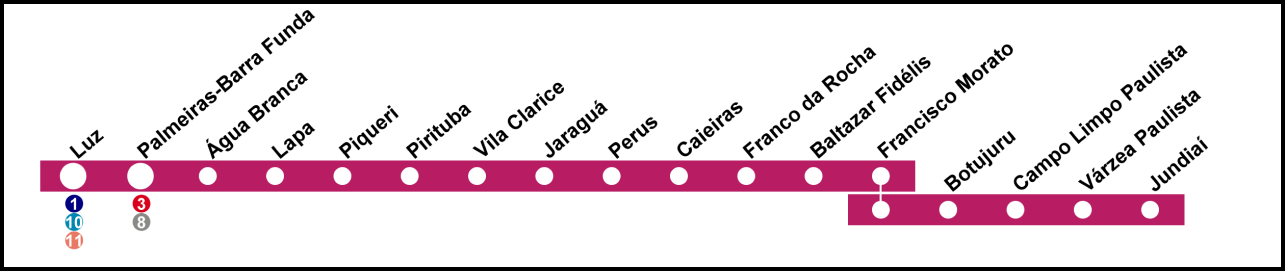 Luz
Palmeiras-Barra Funda
Água Branca
Lapa
Piqueri
Pirituba
Vila Clarice
Jaraguá
Perus
Caieiras
Franco da Rocha
Baltazar Fidélis
Francisco Morato
Botujuru
Campo Limpo Paulista
Várzea Paulista
Jundiaí
1
10
11
3
8